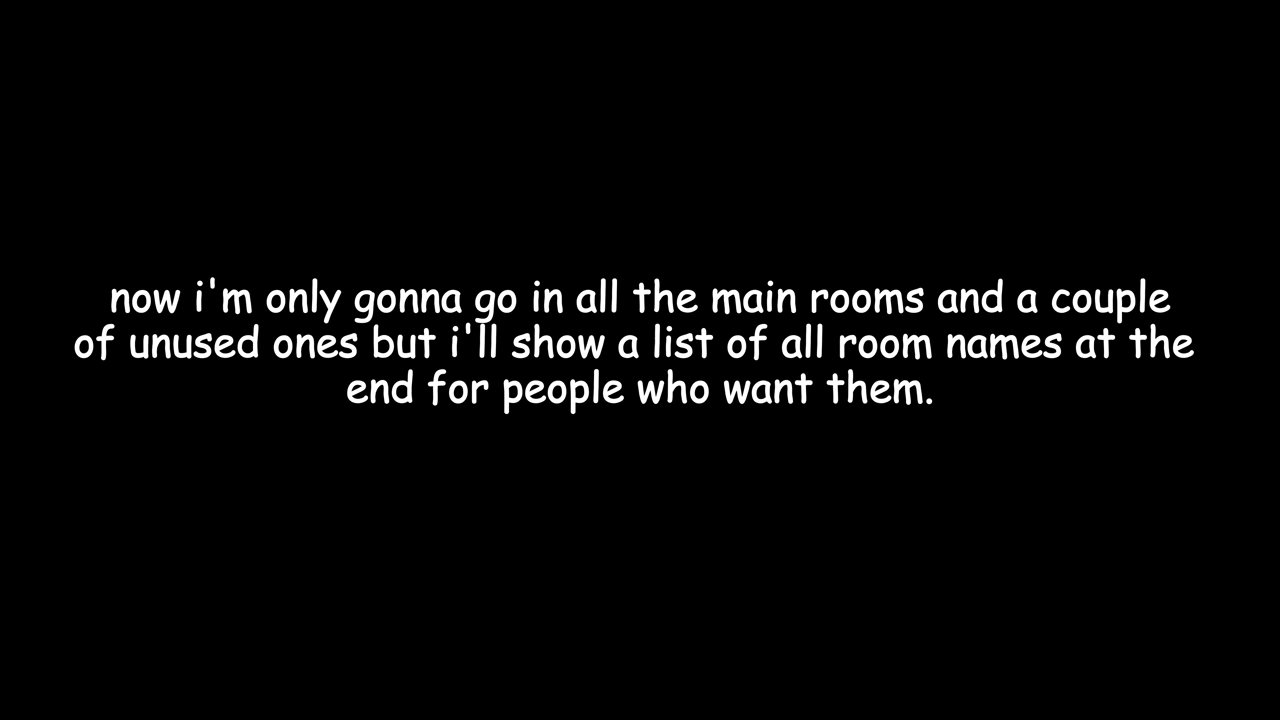 now i'm only gonna go in all the main rooms and a couple
of unused ones but i'll show a list of all room names at the
end for people who want them.